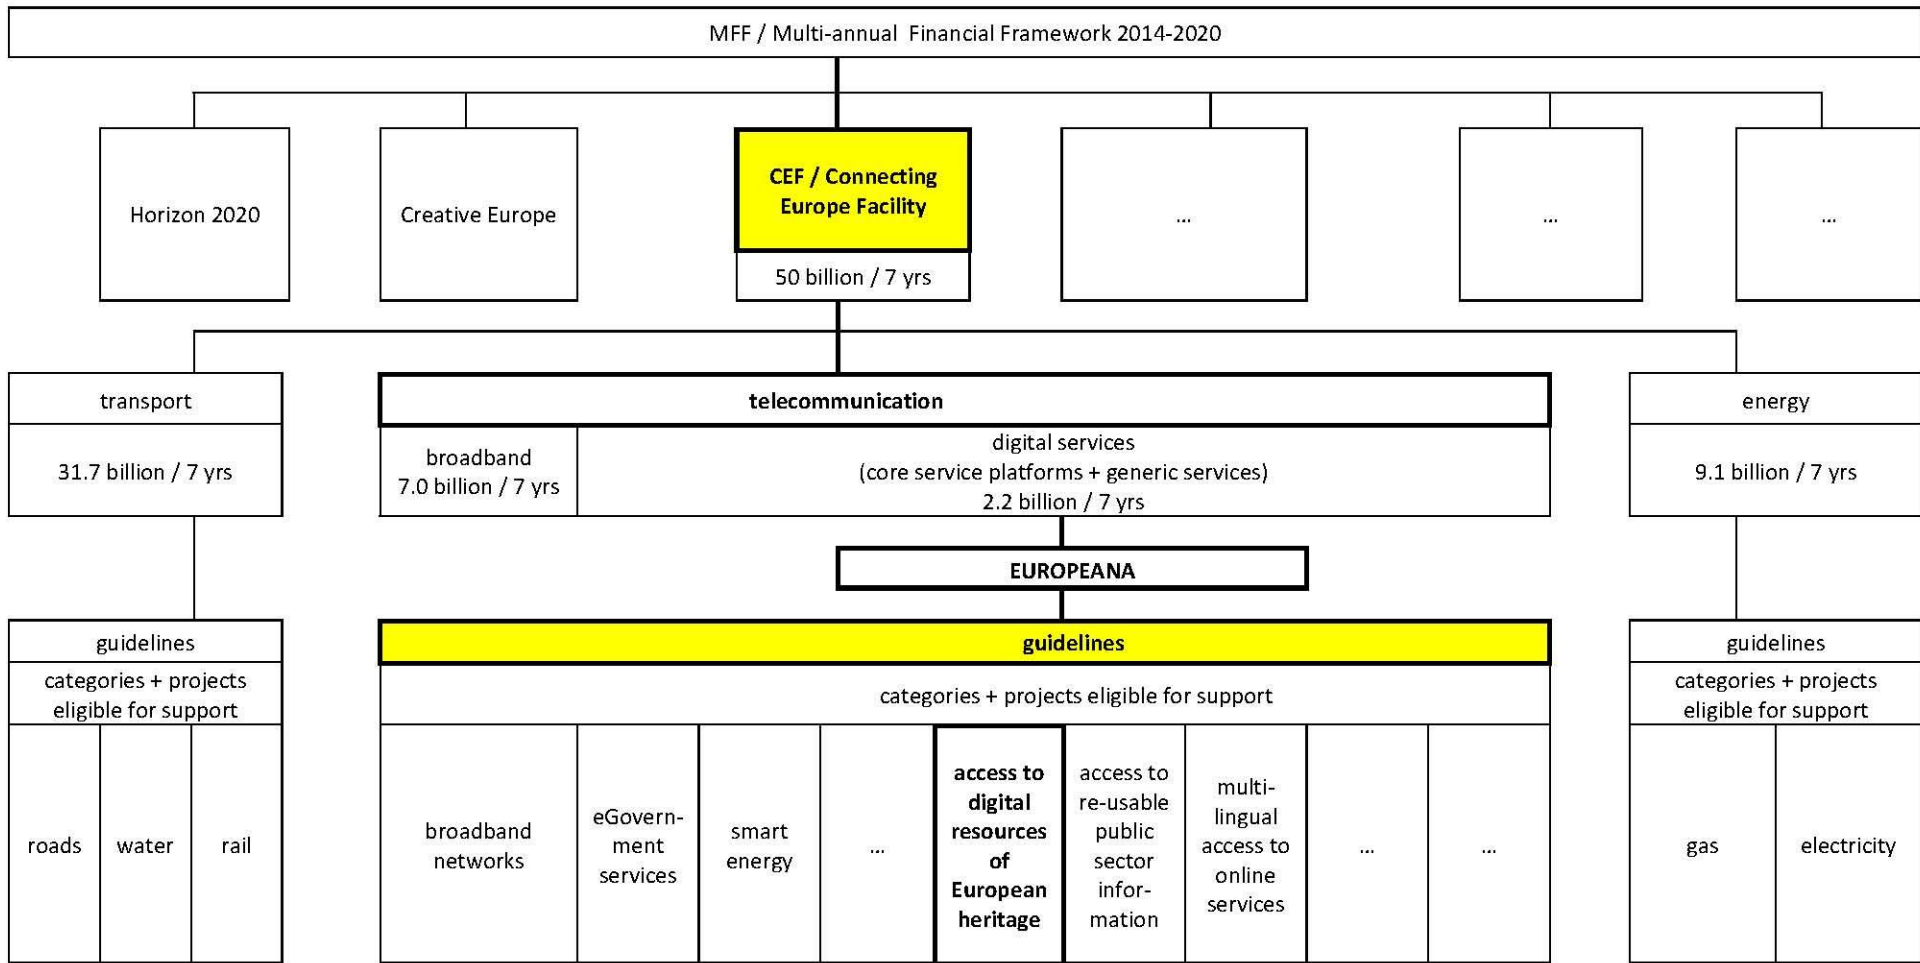 MFF / Multi-annual  Financial Framework 2014-2020
Horizon 2020
Creative Europe
CEF / Connecting
Europe Facility
50 billion / 7 yrs
...
...
...
transport
31.7 billion / 7 yrs
telecommunication
broadband
7.0 billion / 7 yrs
digital services
(core service platforms + generic services)
2.2 billion / 7 yrs
energy
9.1 billion / 7 yrs
EUROPEANA
guidelines
categories + projects
eligible for support
roads
water
rail
guidelines
categories + projects eligible for support
broadband
networks
eGovern-
ment
services
smart
energy
...
access to
digital
resources
of
European
heritage
access to
re-usable
public
sector
infor-
mation
multi-
lingual
access to
online
services
...
...
guidelines
categories + projects
eligible for support
gas
electricity